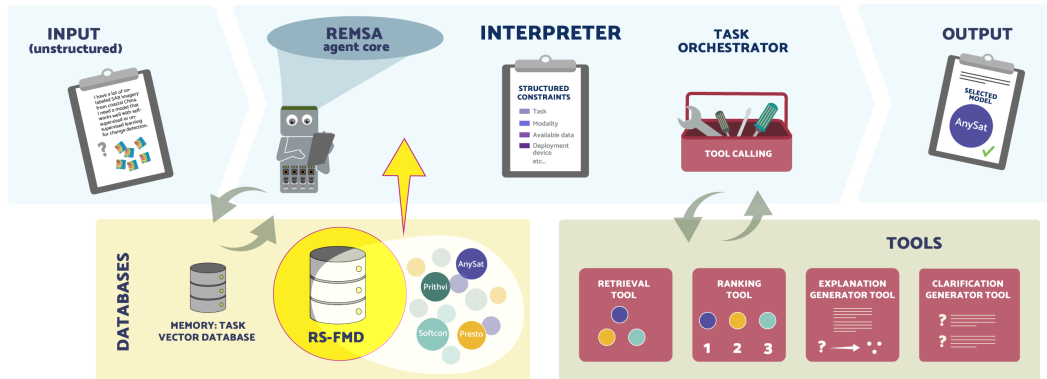 INPUT
(unstructured)
I have a lot of un-
labeled SAR imagery
from coastal China.
I need a model that
works well with self-
supervised or un-
supervised learning
for change detection.
?
REMSA
agent core
INTERPRETER
STRUCTURED
CONSTRAINTS
Task
Modality
Available data
Deployment
device
etc...
TASK
ORCHESTRATOR
TOOL CALLING
OUTPUT
SELECTED
MODEL
AnySat
DATABASES
MEMORY: TASK
VECTOR DATABASE
RS-FMD
AnySat
Prithvi
Softcon
Presto
TOOLS
RETRIEVAL
TOOL
RANKING
TOOL
1 2 3
EXPLANATION
GENERATOR TOOL
?
CLARIFICATION
GENERATOR TOOL
?
?